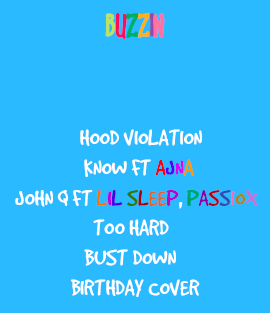 BUZZIN
HOOD VIOLATION
KNOW FT AJNA
JOHN Q FT LIL SLEEP, PASSION
TOO HARD
BUST DOWN
BIRTHDAY COVER